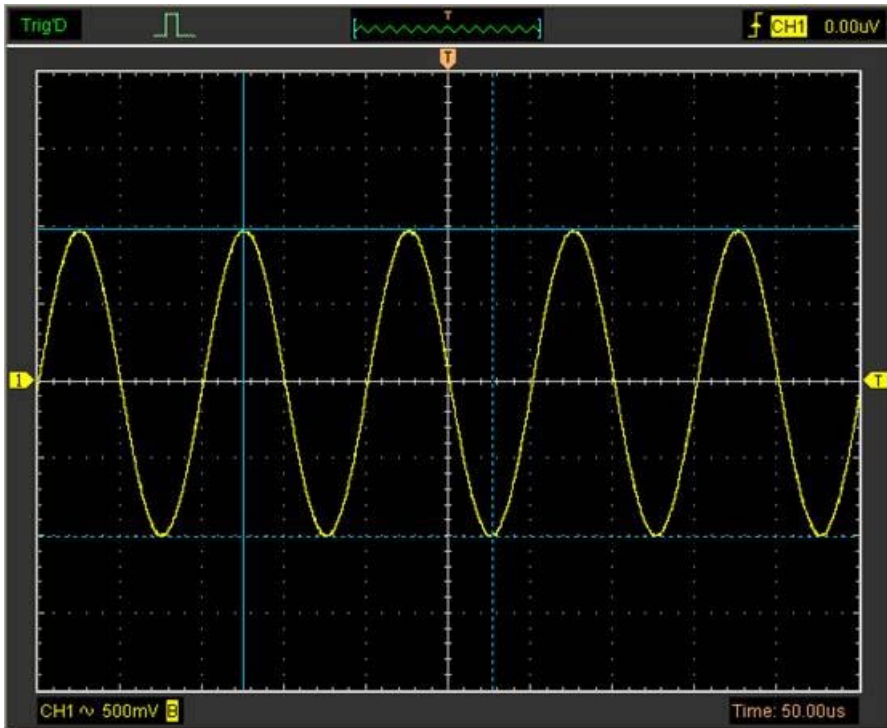 Trig'D
T
CH1 0.00uV
T
1
T
CH1 ∿ 500mV B
Time: 50.00us